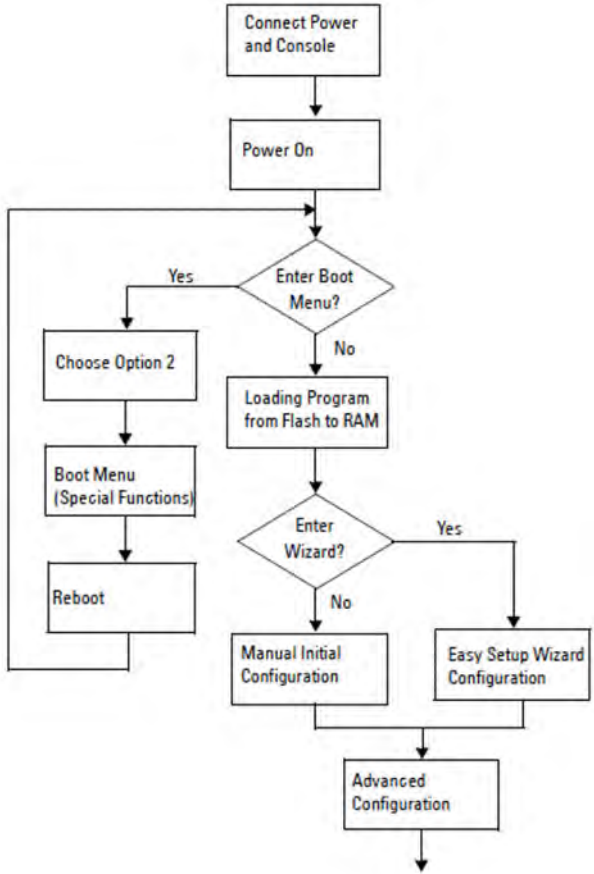 Connect Power
and Console
Power On
Enter Boot
Menu?
Yes
No
Choose Option 2
Loading Program
from Flash to RAM
Boot Menu
(Special Functions)
Enter
Wizard?
Yes
No
Reboot
Manual Initial
Configuration
Easy Setup Wizard
Configuration
Advanced
Configuration